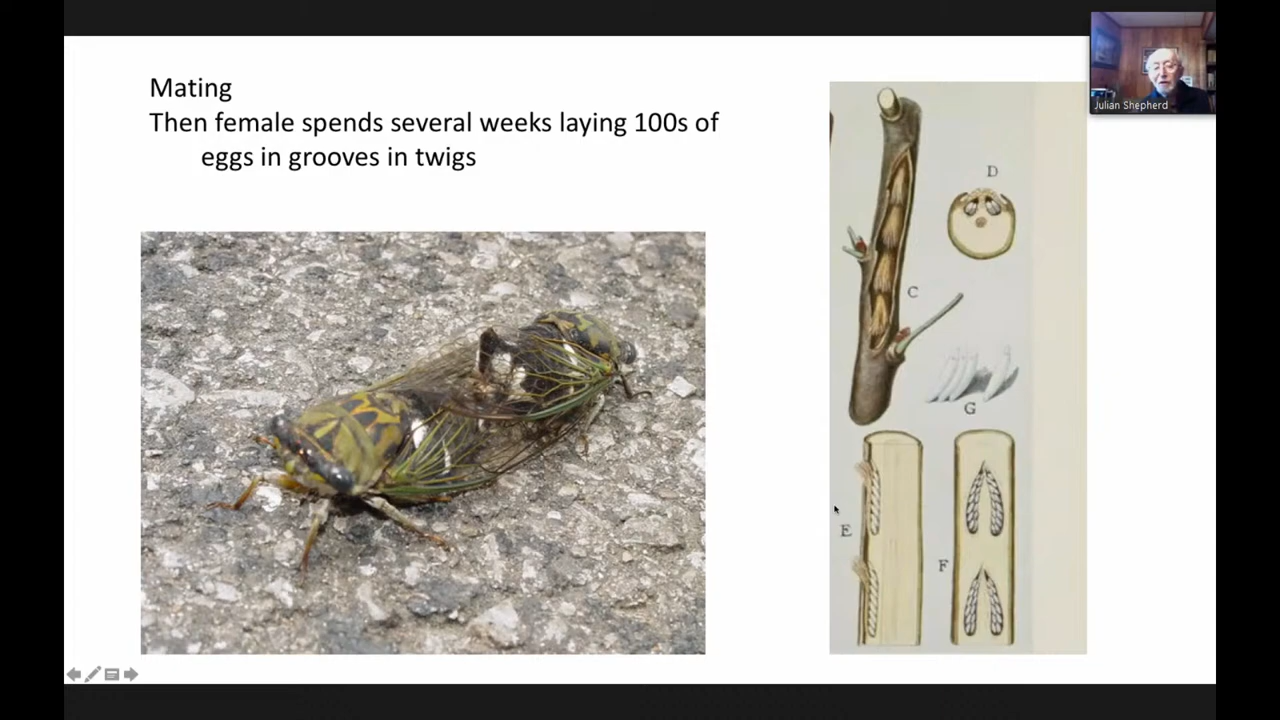 Mating
Then female spends several weeks laying 100s of
eggs in grooves in twigs
Julian Shepherd
D
C
G
E
F